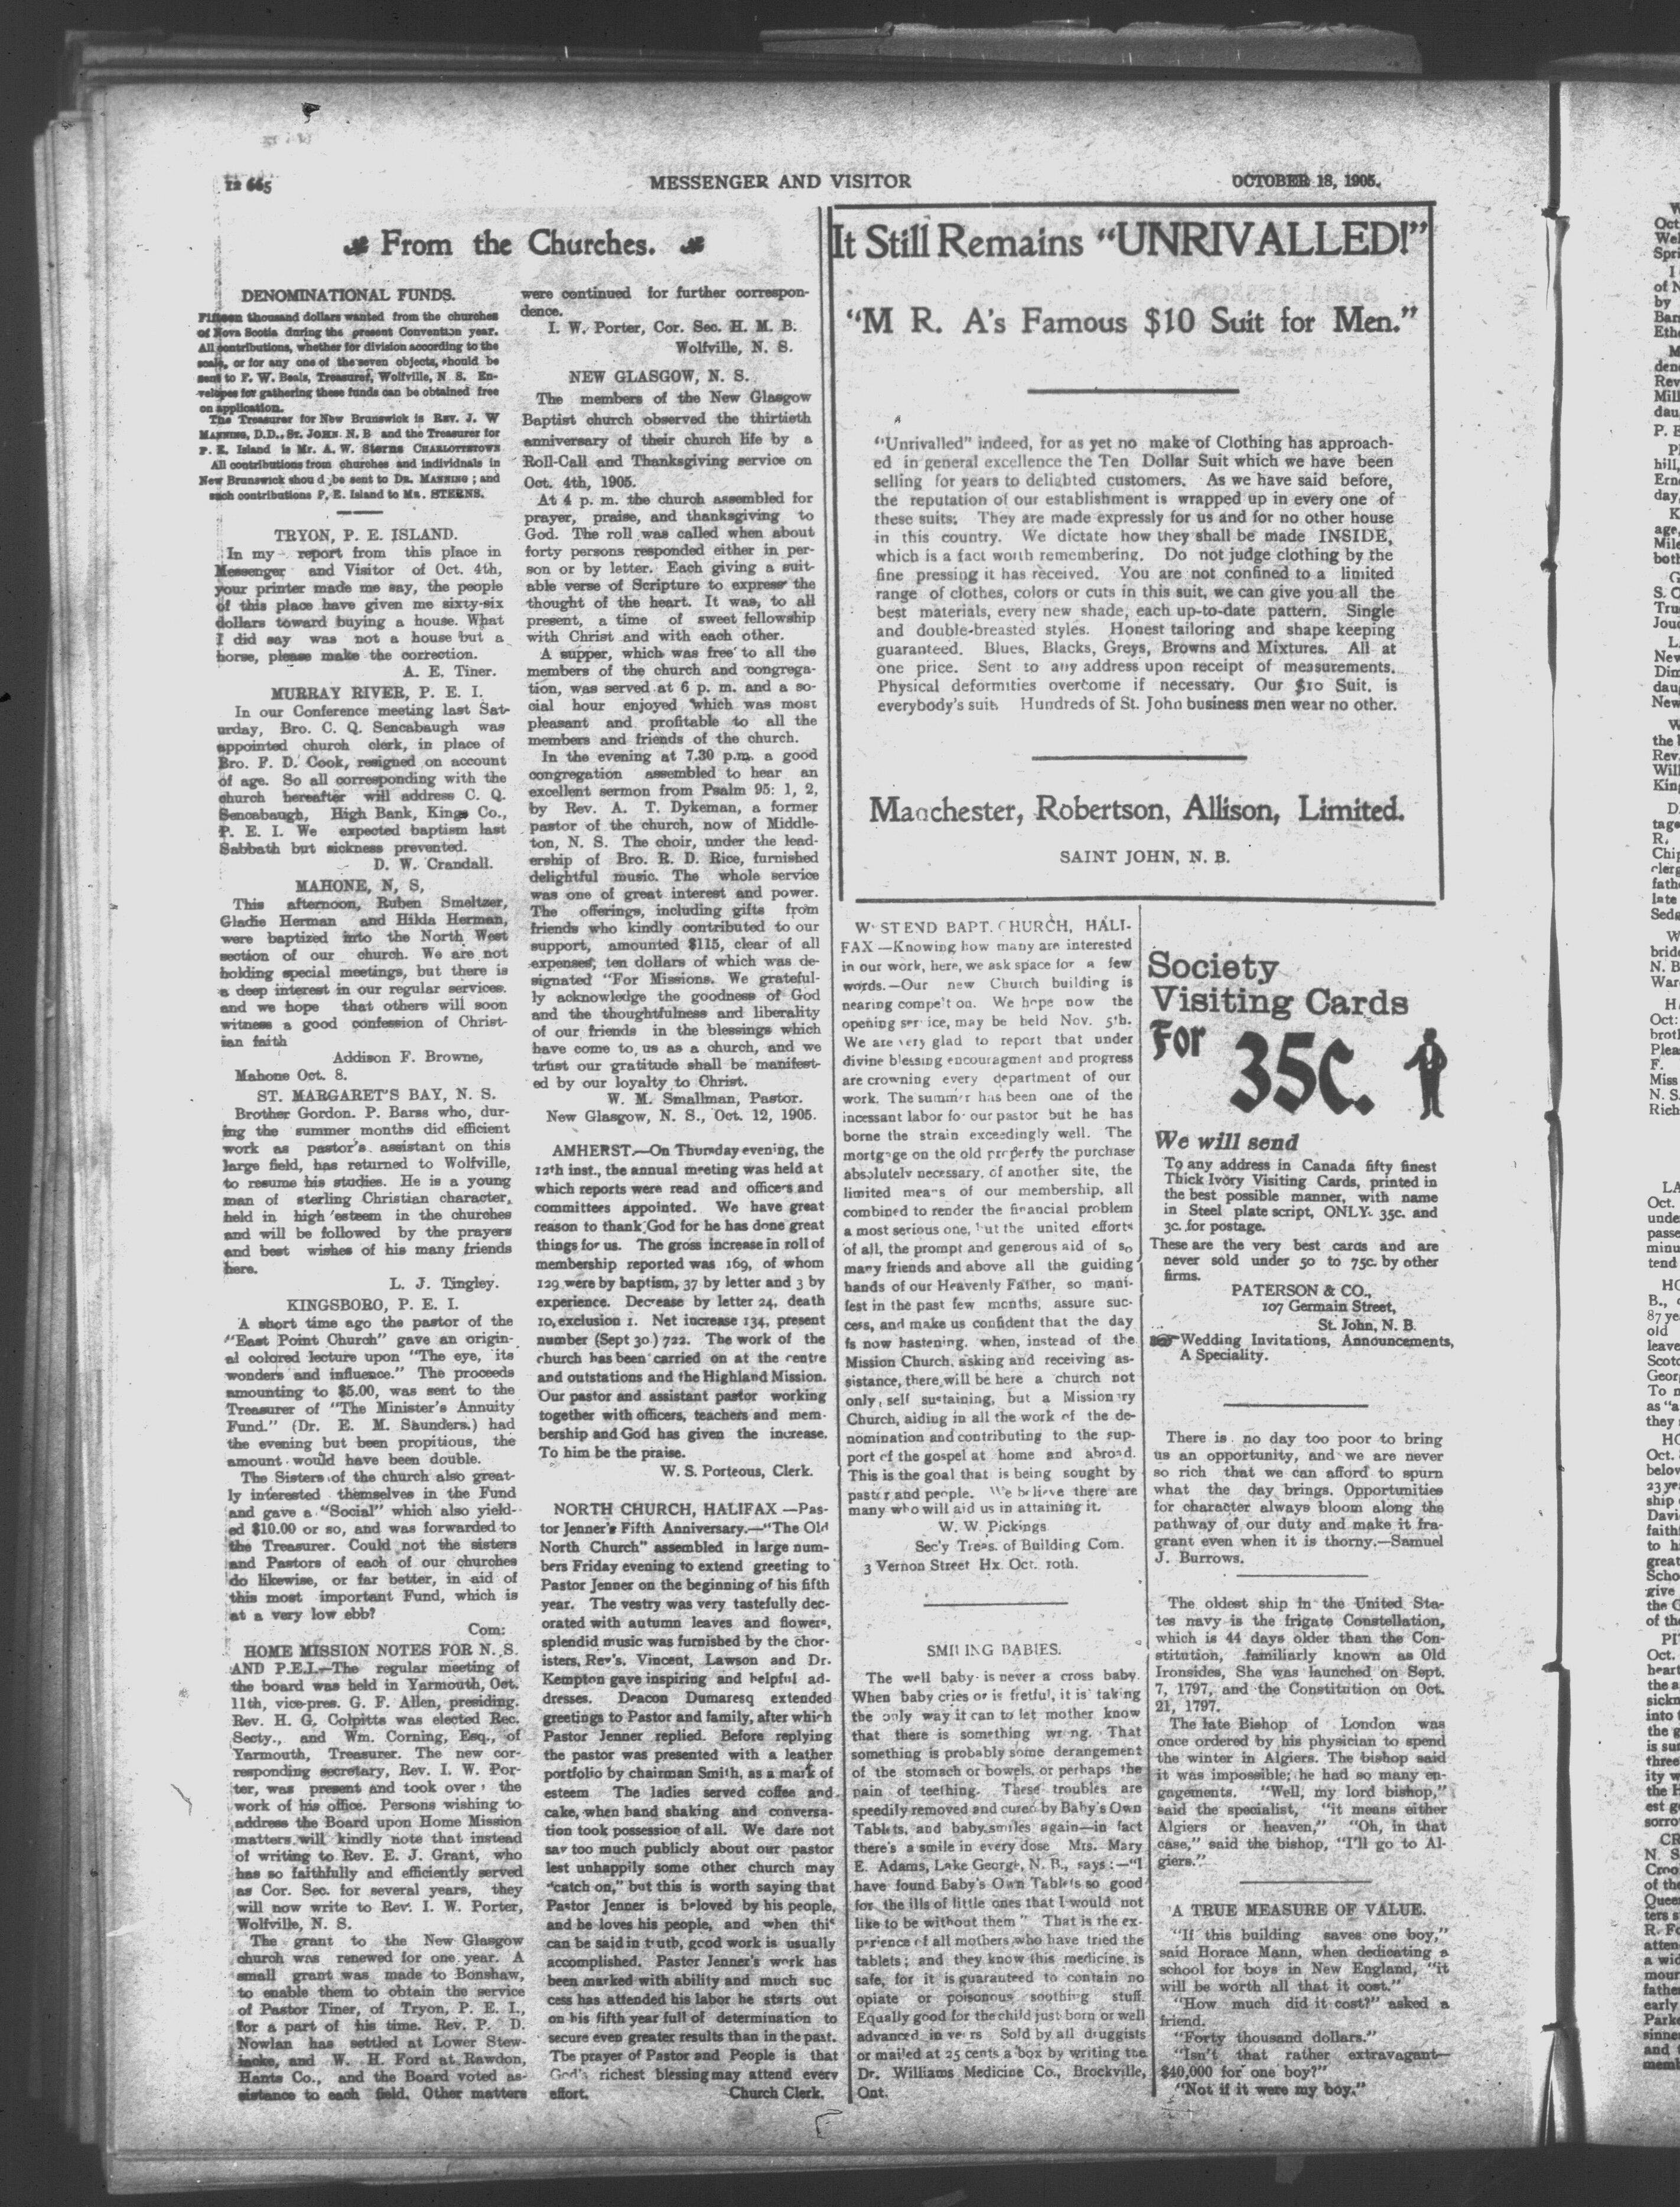 12 665
MESSENGER AND VISITOR
OCTOBER 18, 1905.
From the Churches.
DENOMINATIONAL FUNDS.
Fifteen thousand dollars wanted from the churches
of Nova Scotia during the present Convention year.
All contributions, whether for division according to the
scale, or for any one of the seven objects, should be
sent to F. W. Beals, Treasurer, Wolfville, N. S. En-
velopes for gathering these funds can be obtained free
on application.
The Treasurer for New Brunswick is REV. J. W
MANNING, D.D., ST. JOHN. N. B and the Treasurer for
P. E. Island is MR. A. W. STERNS CHARLOTTETOWN
All contributions from churches and individnals in
New Brunswick shou d be sent to DR. MANNING ; and
such contributions P. E. Island to MR. STERNS.
TRYON, P. E. ISLAND.
In my report from this place in
Messenger and Visitor of Oct. 4th,
your printer made me say, the people
of this place have given me sixty-six
dollars toward buying a house. What
I did say was not a house but a
horse, please make the correction.
A. E. Tiner.
MURRAY RIVER, P. E. I.
In our Conference meeting last Sat-
urday, Bro. C. Q. Sencabaugh was
appointed church clerk, in place of
Bro. F. D. Cook, resigned on account
of age. So all corresponding with the
church hereafter will address C. Q.
Sencabaugh, High Bank, Kings Co.,
P. E. I. We expected baptism last
Sabbath but sickness prevented.
D. W. Crandall.
MAHONE, N, S,
This afternoon, Ruben Smeltzer,
Gladie Herman and Hilda Herman,
were baptized into the North West
section of our church. We are not
holding special meetings, but there is
a deep interest in our regular services.
and we hope that others will soon
witness a good confession of Christ-
ian faith
Addison F. Browne,
Mahone Oct. 8.
ST. MARGARET'S BAY, N. S.
Brother Gordon. P. Barss who, dur-
ing the summer months did efficient
work as pastor's assistant on this
large field, has returned to Wolfville,
to resume his studies. He is a young
man of sterling Christian character,
held in high esteem in the churches
and will be followed by the prayers
and best wishes of his many friends
here.
L. J. Tingley.
KINGSBORO, P. E. I.
A short time ago the pastor of the
"East Point Church" gave an origin-
al colored lecture upon "The eye, its
wonders and influence." The proceeds
amounting to $5.00, was sent to the
Treasurer of "The Minister's Annuity
Fund." (Dr. E. M. Saunders.) had
the evening but been propitious, the
amount would have been double.
The Sisters of the church also great-
ly interested themselves in the Fund
and gave a "Social" which also yield-
ed $10.00 or so, and was forwarded to
the Treasurer. Could not the sisters
and Pastors of each of our churches
do likewise, or far better, in aid of
this most important Fund, which is
at a very low ebb?
Com:
HOME MISSION NOTES FOR N. S.
AND P.E.I.—The regular meeting of
the board was held in Yarmouth, Oct.
11th, vice-pres. G. F. Allen, presiding.
Rev. H. G. Colpitts was elected Rec.
Secty., and Wm. Corning, Esq., of
Yarmouth, Treasurer. The new cor-
responding secretary, Rev. I. W. Por-
ter, was present and took over the
work of his office. Persons wishing to
address the Board upon Home Mission
matters will kindly note that instead
of writing to Rev. E. J. Grant, who
has so faithfully and efficiently served
as Cor. Sec. for several years, they
will now write to Rev. I. W. Porter,
Wolfville, N. S.
The grant to the New Glasgow
church was renewed for one year. A
small grant was made to Bonshaw,
to enable them to obtain the service
of Pastor Tiner, of Tryon, P. E. I.,
for a part of his time. Rev. P. D.
Nowlan has settled at Lower Stew-
iacke, and W. H. Ford at Rawdon,
Hants Co., and the Board voted as-
sistance to each field. Other matters
were continued for further correspon-
dence.
I. W. Porter, Cor. Sec. H. M. B.
Wolfville, N. S.
NEW GLASGOW, N. S.
The members of the New Glasgow
Baptist church observed the thirtieth
anniversary of their church life by a
Roll-Call and Thanksgiving service on
Oct. 4th, 1905.
At 4 p. m. the church assembled for
prayer, praise, and thanksgiving to
God. The roll was called when about
forty persons responded either in per-
son or by letter. Each giving a suit-
able verse of Scripture to express the
thought of the heart. It was, to all
present, a time of sweet fellowship
with Christ and with each other.
A supper, which was free to all the
members of the church and congrega-
tion, was served at 6 p. m. and a so-
cial hour enjoyed which was most
pleasant and profitable to all the
members and friends of the church.
In the evening at 7.30 p.m. a good
congregation assembled to hear an
excellent sermon from Psalm 95: 1, 2,
by Rev. A. T. Dykeman, a former
pastor of the church, now of Middle-
ton, N. S. The choir, under the lead-
ership of Bro. R. D. Rice, furnished
delightful music. The whole service
was one of great interest and power.
The offerings, including gifts from
friends who kindly contributed to our
support, amounted $115, clear of all
expenses, ten dollars of which was de-
signated "For Missions. We grateful-
ly acknowledge the goodness of God
and the thoughtfulness and liberality
of our friends in the blessings which
have come to us as a church, and we
trust our gratitude shall be manifest-
ed by our loyalty to Christ.
W. M. Smallman, Pastor.
New Glasgow, N. S., Oct. 12, 1905.
AMHERST.—On Thursday evening, the
12th inst., the annual meeting was held at
which reports were read and officers and
committers appointed. We have great
reason to thank God for he has done great
things for us. The gross increase in roll of
membership reported was 169, of whom
129 were by baptism, 37 by letter and 3 by
experience. Decrease by letter 24, death
10, exclusion 1. Net increase 134, present
number (Sept 30) 722. The work of the
church has been carried on at the centre
and outstations and the Highland Mission.
Our pastor and assistant pastor working
together with officers, teachers and mem-
bership and God has given the increase.
To him be the praise.
W. S. Porteous, Clerk.
NORTH CHURCH, HALIFAX —Pas-
tor Jenner's Fifth Anniversary.—"The Old
North Church" assembled in large num-
bers Friday evening to extend greeting to
Pastor Jenner on the beginning of his fifth
year. The vestry was very tastefully dec-
orated with autumn leaves and flowers,
splendid music was furnished by the chor-
isters, Rev's. Vincent, Lawson and Dr.
Kempton gave inspiring and helpful ad-
dresses. Deacon Dumaresq extended
greetings to Pastor and family, after which
Pastor Jenner replied. Before replying
the pastor was presented with a leather
portfolio by chairman Smith, as a mark of
esteem The ladies served coffee and
cake, when hand shaking and conversa-
tion took possession of all. We dare not
say too much publicly about our pastor
lest unhappily some other church may
"catch on," but this is worth saying that
Pastor Jenner is beloved by his people,
and he loves his people, and when this
can be said in truth, good work is usually
accomplished. Pastor Jenner's work has
been marked with ability and much suc
cess has attended his labor he starts out
on his fifth year full of determination to
secure even greater results than in the past.
The prayer of Pastor and People is that
God's richest blessing may attend every
effort. Church Clerk.
It Still Remains "UNRIVALLED!"
"M R. A's Famous $10 Suit for Men."
"Unrivalled" indeed, for as yet no make of Clothing has approach-
ed in general excellence the Ten Dollar Suit which we have been
selling for years to delighted customers. As we have said before,
the reputation of our establishment is wrapped up in every one of
these suits. They are made expressly for us and for no other house
in this country. We dictate how they shall be made INSIDE,
which is a fact worth remembering. Do not judge clothing by the
fine pressing it has received. You are not confined to a limited
range of clothes, colors or cuts in this suit, we can give you all the
best materials, every new shade, each up-to-date pattern. Single
and double-breasted styles. Honest tailoring and shape keeping
guaranteed. Blues, Blacks, Greys, Browns and Mixtures. All at
one price. Sent to any address upon receipt of measurements.
Physical deformities overcome if necessary. Our $10 Suit. is
everybody's suit. Hundreds of St. John business men wear no other.
Manchester, Robertson, Allison, Limited.
SAINT JOHN, N. B.
W ST END BAPT. CHURCH, HALI-
FAX —Knowing how many are interested
in our work, here, we ask space for a few
words.—Our new Church building is
nearing compe't on. We hope now the
opening ser ice, may be held Nov. 5th.
We are very glad to report that under
divine blessing encouragment and progress
are crowning every department of our
work. The summer has been one of the
incessant labor fo our pastor but he has
borne the strain exceedingly well. The
mortgage on the old property the purchase
absolutely necessary, of another site, the
limited means of our membership, all
combined to render the financial problem
a most serious one, but the united efforts
of all, the prompt and generous aid of so
many friends and above all the guiding
hands of our Heavenly Father, so mani-
fest in the past few months, assure suc-
cess, and make us confident that the day
is now hastening, when, instead of the
Mission Church, asking and receiving as-
sistance, there will be here a church not
only self sustaining, but a Mission ry
Church, aiding in all the work of the de-
nomination and contributing to the sup-
port of the gospel at home and abroad.
This is the goal that is being sought by
pastor and people. We believe there are
many who will aid us in attaining it.
W. W. Pickings
Sec'y Treas. of Building Com.
3 Vernon Street Hx Oct. 10th.
SMILING BABIES.
The well baby is never a cross baby.
When baby cries or is fretful, it is taking
the only way it can to let mother know
that there is something wrong. That
something is probably some derangement
of the stomach or bowels, or perhaps the
pain of teething. These troubles are
speedily removed and cured by Baby's Own
Tablets, and baby smiles again—in fact
there's a smile in every dose Mrs. Mary
E. Adams, Lake George, N. B., says :—"I
have found Baby's Own Tablets so good
for the ills of little ones that I would not
like to be without them" That is the ex-
perience of all mothers who have tried the
tablets; and they know this medicine is
safe, for it is guaranteed to contain no
opiate or poisonous soothing stuff.
Equally good for the child just born or well
advanced in years Sold by all druggists
or mailed at 25 cents a box by writing the
Dr. Williams Medicine Co., Brockville,
Ont.
Society
Visiting Cards
For 35c.
We will send
To any address in Canada fifty finest
Thick Ivory Visiting Cards, printed in
the best possible manner, with name
in Steel plate script, ONLY 35c. and
3c. for postage.
These are the very best cards and are
never sold under 50 to 75c. by other
firms.
PATERSON & CO.,
107 Germain Street,
St. John, N. B.
Wedding Invitations, Announcements,
A Speciality.
There is no day too poor to bring
us an opportunity, and we are never
so rich that we can afford to spurn
what the day brings. Opportunities
for character always bloom along the
pathway of our duty and make it fra-
grant even when it is thorny.—Samuel
J. Burrows.
The oldest ship in the United Sta-
tes navy is the frigate Constellation,
which is 44 days older than the Con-
stitution, familiarly known as Old
Ironsides, She was launched on Sept.
7, 1797, and the Constitution on Oct.
21, 1797.
The late Bishop of London was
once ordered by his physician to spend
the winter in Algiers. The bishop said
it was impossible; he had so many en-
gagements. "Well, my lord bishop,"
said the specialist, "it means either
Algiers or heaven," "Oh, in that
case," said the bishop, "I'll go to Al-
giers."
A TRUE MEASURE OF VALUE.
"If this building saves one boy,"
said Horace Mann, when dedicating a
school for boys in New England, "it
will be worth all that it cost."
"How much did it cost?" asked a
friend.
"Forty thousand dollars."
"Isn't that rather extravagant—
$40,000 for one boy?"
"Not if it were my boy."